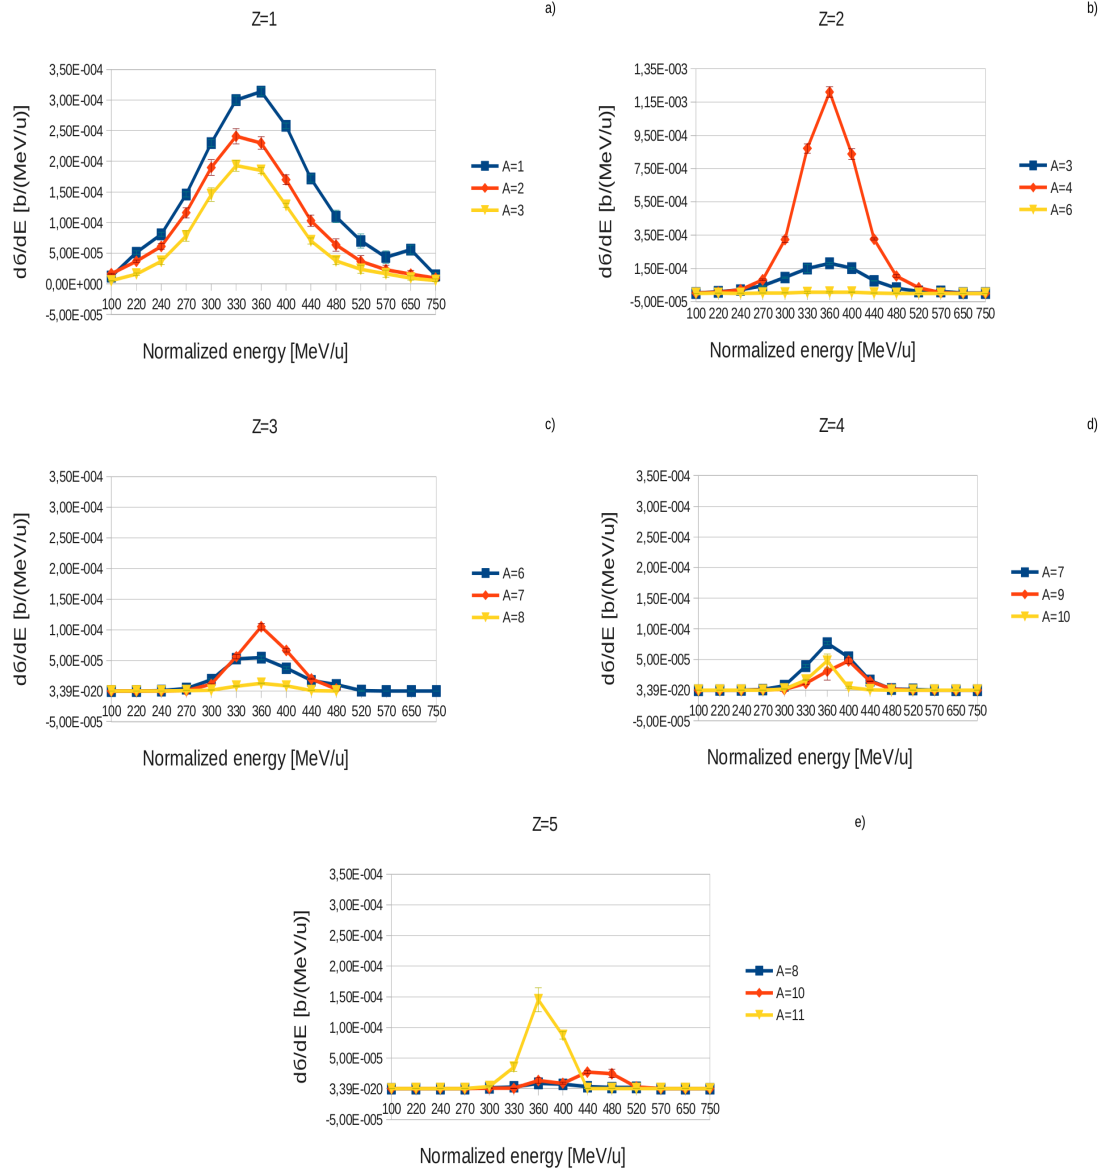 Z=1
a)
3,50E-004
3,00E-004
2,50E-004
2,00E-004
1,50E-004
1,00E-004
5,00E-005
0,00E+000
-5,00E-005
dб/dE [b/(MeV/u)]
100 220 240 270 300 330 360 400 440 480 520 570 650 750
Normalized energy [MeV/u]
A=1
A=2
A=3
Z=2
b)
1,35E-003
1,15E-003
9,50E-004
7,50E-004
5,50E-004
3,50E-004
1,50E-004
-5,00E-005
dб/dE [b/(MeV/u)]
100 220 240 270 300 330 360 400 440 480 520 570 650 750
Normalized energy [MeV/u]
A=3
A=4
A=6
Z=3
c)
3,50E-004
3,00E-004
2,50E-004
2,00E-004
1,50E-004
1,00E-004
5,00E-005
3,39E-020
-5,00E-005
dб/dE [b/(MeV/u)]
100 220 240 270 300 330 360 400 440 480 520 570 650 750
Normalized energy [MeV/u]
A=6
A=7
A=8
Z=4
d)
3,50E-004
3,00E-004
2,50E-004
2,00E-004
1,50E-004
1,00E-004
5,00E-005
3,39E-020
-5,00E-005
dб/dE [b/(MeV/u)]
100 220 240 270 300 330 360 400 440 480 520 570 650 750
Normalized energy [MeV/u]
A=7
A=9
A=10
Z=5
e)
3,50E-004
3,00E-004
2,50E-004
2,00E-004
1,50E-004
1,00E-004
5,00E-005
3,39E-020
-5,00E-005
dб/dE [b/(MeV/u)]
100 220 240 270 300 330 360 400 440 480 520 570 650 750
Normalized energy [MeV/u]
A=8
A=10
A=11